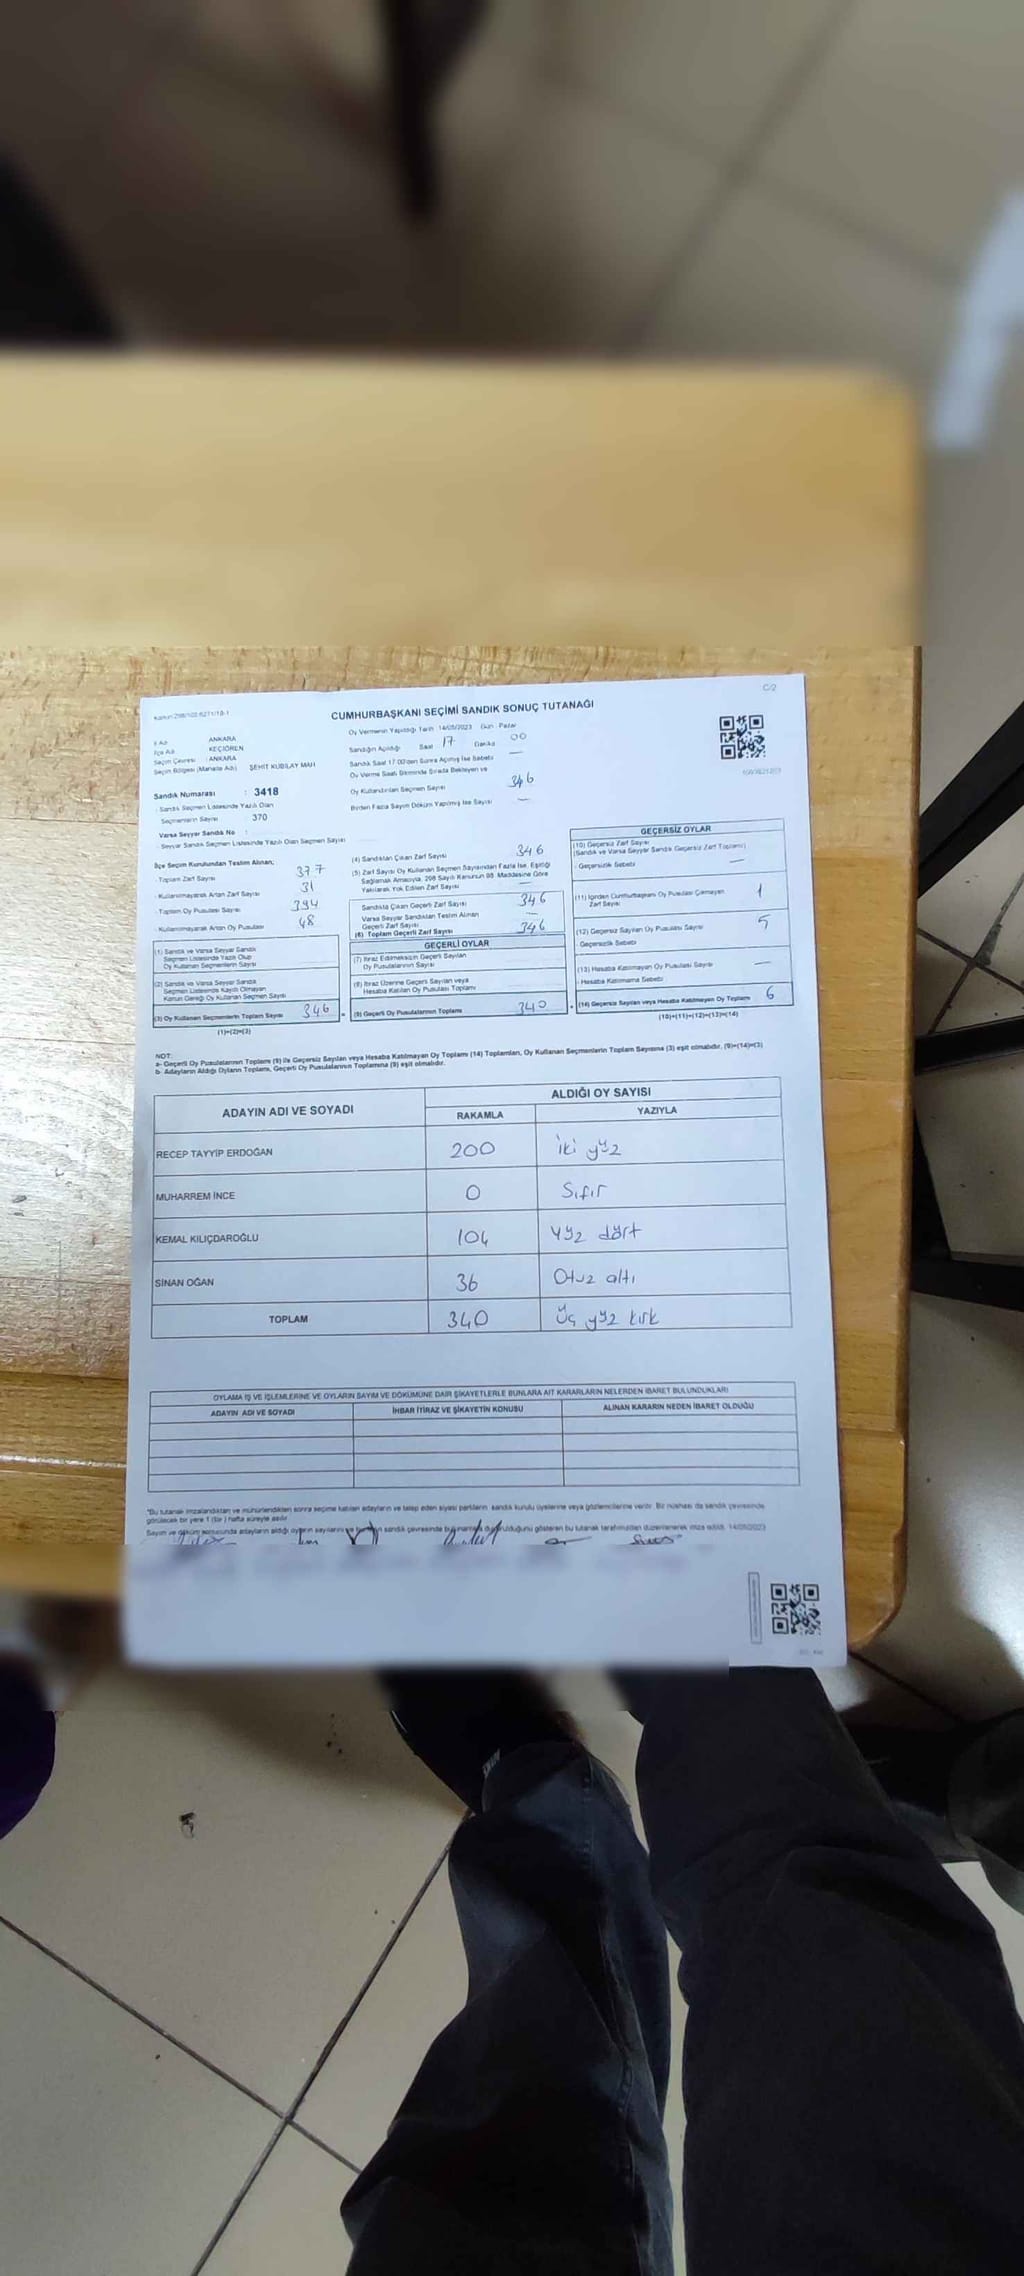 Kanun/298/102,6271/18-1
C/2
CUMHURBAŞKANI SEÇİMİ SANDIK SONUÇ TUTANAĞI
İl Adı : ANKARA
İlçe Adı : KEÇİÖREN
Seçim Çevresi : ANKARA
Seçim Bölgesi (Mahalle Adı) : ŞEHİT KUBİLAY MAH
Sandık Numarası : 3418
- Sandık Seçmen Listesinde Yazılı Olan
Seçmenlerin Sayısı : 370
Varsa Seyyar Sandık No :
- Seyyar Sandık Seçmen Listesinde Yazılı Olan Seçmen Sayısı
Oy Vermenin Yapıldığı Tarih : 14/05/2023 Gün : Pazar
Sandığın Açıldığı Saat : 17 Dakika : 00
Sandık Saat 17.00'den Sonra Açılmış İse Sebebi —
Oy Verme Saati Bitiminde Sırada Bekleyen ve
Oy Kullandırılan Seçmen Sayısı 346
Birden Fazla Sayım Döküm Yapılmış İse Sayısı —
İlçe Seçim Kurulundan Teslim Alınan;
- Toplam Zarf Sayısı 377
- Kullanılmayarak Artan Zarf Sayısı 31
- Toplam Oy Pusulası Sayısı 394
- Kullanılmayarak Artan Oy Pusulası 48
(1) Sandık ve Varsa Seyyar Sandık
Seçmen Listesinde Yazılı Olup
Oy Kullanan Seçmenlerin Sayısı
(2) Sandık ve Varsa Seyyar Sandık
Seçmen Listesinde Kayıtlı Olmayan
Kanun Gereği Oy Kullanan Seçmen Sayısı
(3) Oy Kullanan Seçmenlerin Toplam Sayısı 346
(1)+(2)=(3)
(4) Sandıktan Çıkan Zarf Sayısı 346
(5) Zarf Sayısı Oy Kullanan Seçmen Sayısından Fazla İse, Eşitliği
Sağlamak Amacıyla, 298 Sayılı Kanunun 98. Maddesine Göre
Yakılarak Yok Edilen Zarf Sayısı —
Sandıkta Çıkan Geçerli Zarf Sayısı 346
Varsa Seyyar Sandıktan Teslim Alınan
Geçerli Zarf Sayısı —
(6) Toplam Geçerli Zarf Sayısı 346
GEÇERLİ OYLAR
(7) İtiraz Edilmeksizin Geçerli Sayılan
Oy Pusulalarının Sayısı
(8) İtiraz Üzerine Geçerli Sayılan veya
Hesaba Katılan Oy Pusulası Toplamı
(9) Geçerli Oy Pusulalarının Toplamı 340
GEÇERSİZ OYLAR
(10) Geçersiz Zarf Sayısı
(Sandık ve Varsa Seyyar Sandık Geçersiz Zarf Toplamı)
- Geçersizlik Sebebi —
(11) İçinden Cumhurbaşkanı Oy Pusulası Çıkmayan
Zarf Sayısı 1
(12) Geçersiz Sayılan Oy Pusulası Sayısı 5
Geçersizlik Sebebi
(13) Hesaba Katılmayan Oy Pusulası Sayısı —
- Hesaba Katılmama Sebebi
(14) Geçersiz Sayılan veya Hesaba Katılmayan Oy Toplamı 6
(10)+(11)+(12)+(13)=(14)
NOT:
a- Geçerli Oy Pusulalarının Toplamı (9) ile Geçersiz Sayılan veya Hesaba Katılmayan Oy Toplamı (14) Toplamları, Oy Kullanan Seçmenlerin Toplam Sayısına (3) eşit olmalıdır. (9)+(14)=(3)
b- Adayların Aldığı Oyların Toplamı, Geçerli Oy Pusulalarının Toplamına (9) eşit olmalıdır.
ADAYIN ADI VE SOYADI
ALDIĞI OY SAYISI
RAKAMLA YAZIYLA
RECEP TAYYİP ERDOĞAN 200 iki yüz
MUHARREM İNCE 0 Sıfır
KEMAL KILIÇDAROĞLU 104 yüz dört
SİNAN OĞAN 36 Otuz altı
TOPLAM 340 üç yüz kırk
OYLAMA İŞ VE İŞLEMLERİNE VE OYLARIN SAYIM VE DÖKÜMÜNE DAİR ŞİKAYETLERLE BUNLARA AİT KARARLARIN NELERDEN İBARET BULUNDUKLARI
ADAYIN ADI VE SOYADI İHBAR İTİRAZ VE ŞİKAYETİN KONUSU ALINAN KARARIN NEDEN İBARET OLDUĞU
"Bu tutanak imzalandıktan ve mühürlendikten sonra seçime katılan adayların ve talep eden siyasi partilerin sandık kurulu üyelerine veya gözlemcilerine verilir. Bir nüshası da sandık çevresinde
görülecek bir yere 1 (bir) hafta süreyle asılır
Sayım ve döküm sonucunda adayların aldığı oyların sayılarını ve sandık çevresinde gösteren bu tutanak tarafımızdan düzenlenerek imza edildi. 14/05/2023